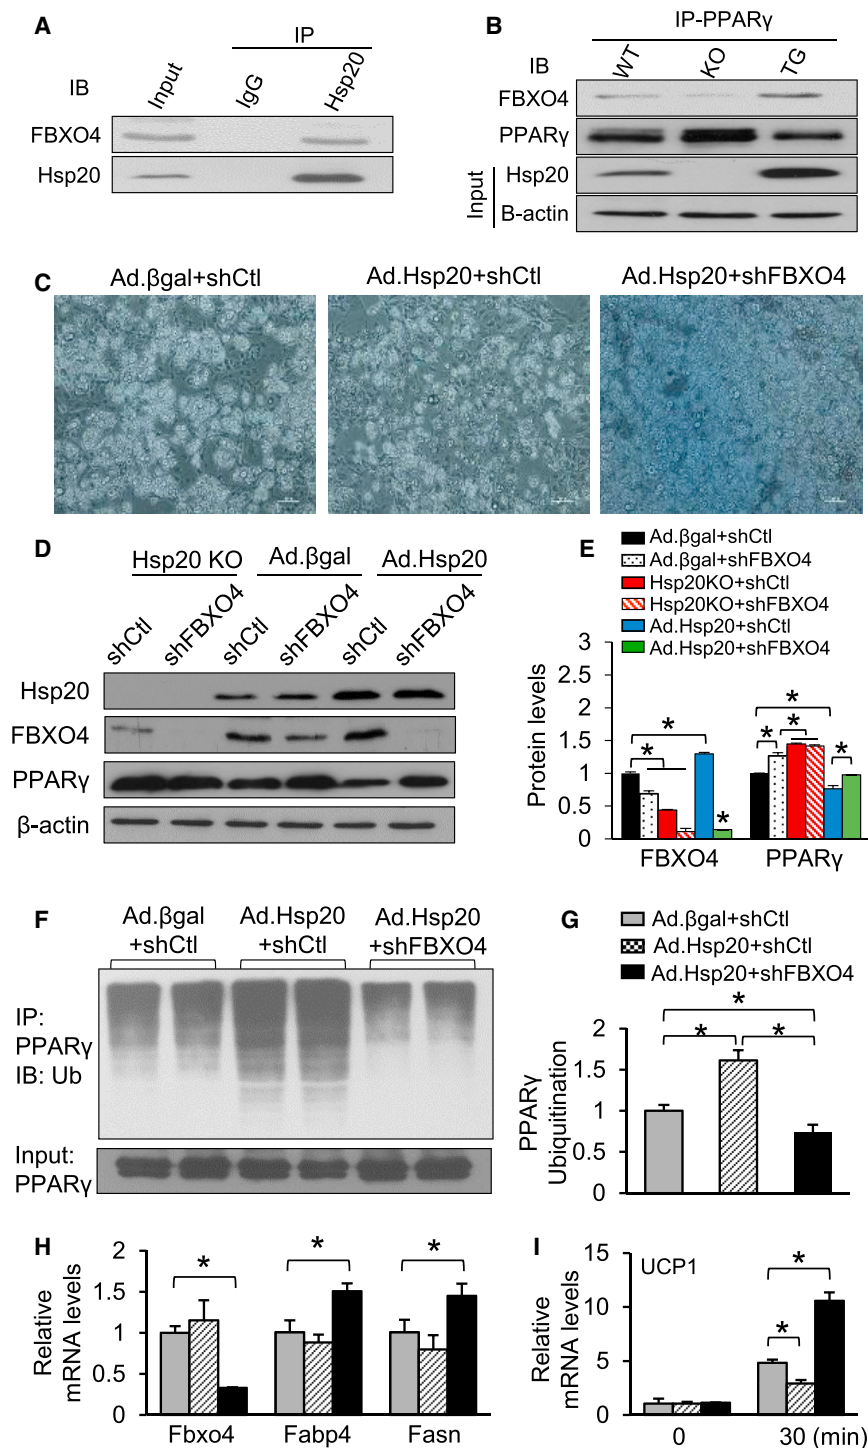 A
IP
IB
Input
IgG
Hsp20
FBXO4
Hsp20
B
IP-PPARγ
IB
WT
KO
TG
FBXO4
PPARγ
Input
Hsp20
B-actin
C
Ad.βgal+shCtl
Ad.Hsp20+shCtl
Ad.Hsp20+shFBXO4
D
Hsp20 KO
Ad.βgal
Ad.Hsp20
shCtl
shFBXO4
shCtl
shFBXO4
shCtl
shFBXO4
Hsp20
FBXO4
PPARγ
β-actin
E
Ad.βgal+shCtl
Ad.βgal+shFBXO4
Hsp20KO+shCtl
Hsp20KO+shFBXO4
Ad.Hsp20+shCtl
Ad.Hsp20+shFBXO4
Protein levels
3
2.5
2
1.5
1
0.5
0
* * * * * * *
FBXO4
PPARγ
F
Ad.βgal +shCtl
Ad.Hsp20 +shCtl
Ad.Hsp20 +shFBXO4
IP:
PPARγ
IB: Ub
Input:
PPARγ
G
Ad.βgal+shCtl
Ad.Hsp20+shCtl
Ad.Hsp20+shFBXO4
PPARγ
Ubiquitination
2
1.5
1
0.5
0
* * *
H
Relative
mRNA levels
2
1.5
1
0.5
0
* * *
Fbxo4
Fabp4
Fasn
I
UCP1
Relative
mRNA levels
15
10
5
0
* *
0
30 (min)